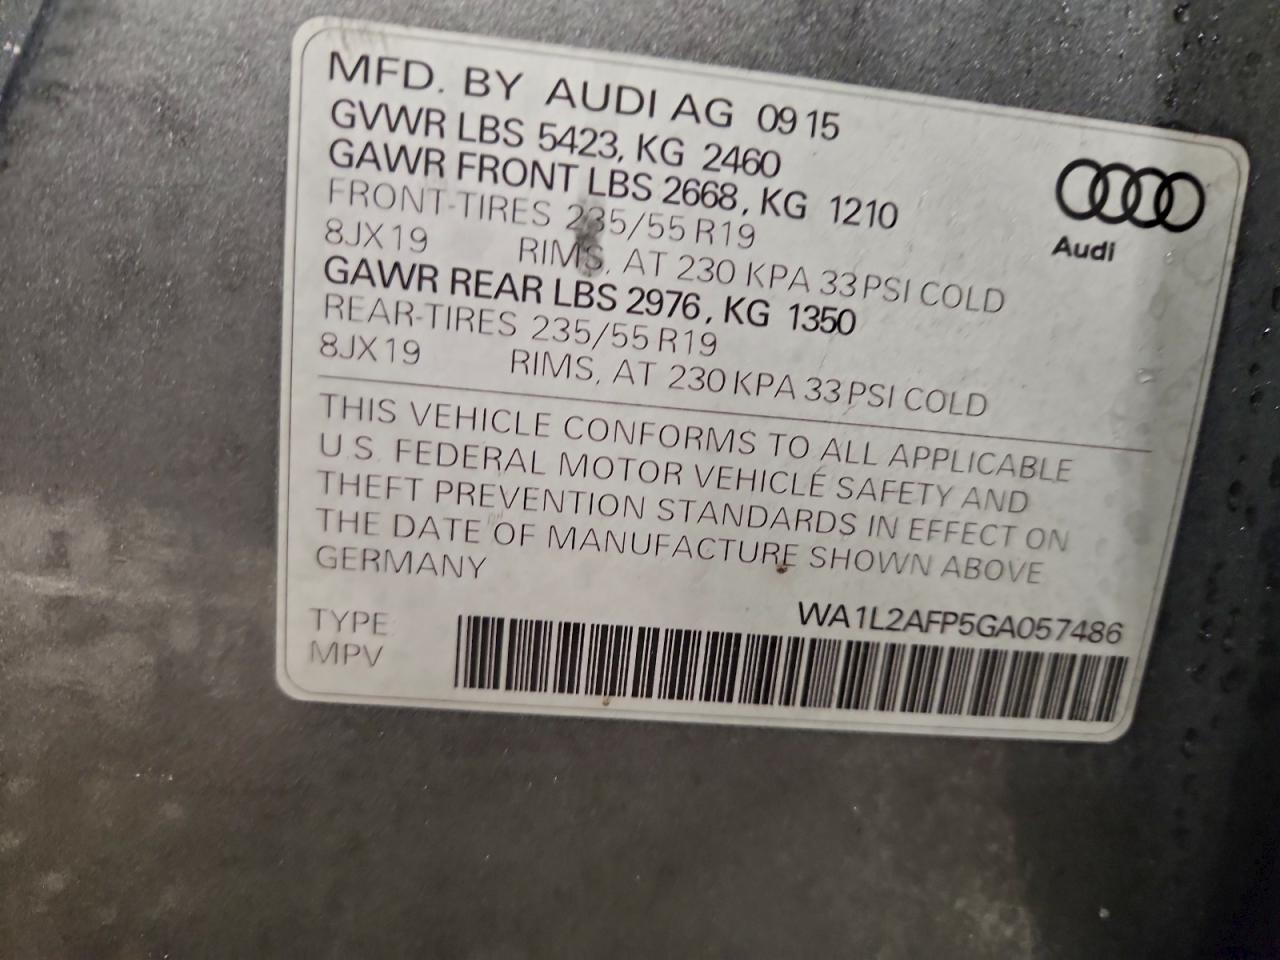 MFD. BY AUDI AG 09 15
GVWR LBS 5423, KG 2460
GAWR FRONT LBS 2668, KG 1210
FRONT-TIRES 235/55 R19
8JX19 RIMS, AT 230 KPA 33 PSI COLD
GAWR REAR LBS 2976, KG 1350
REAR-TIRES 235/55 R19
8JX19 RIMS, AT 230 KPA 33 PSI COLD
Audi
THIS VEHICLE CONFORMS TO ALL APPLICABLE
U.S. FEDERAL MOTOR VEHICLE SAFETY AND
THEFT PREVENTION STANDARDS IN EFFECT ON
THE DATE OF MANUFACTURE SHOWN ABOVE
GERMANY
WA1L2AFP5GA057486
TYPE:
MPV